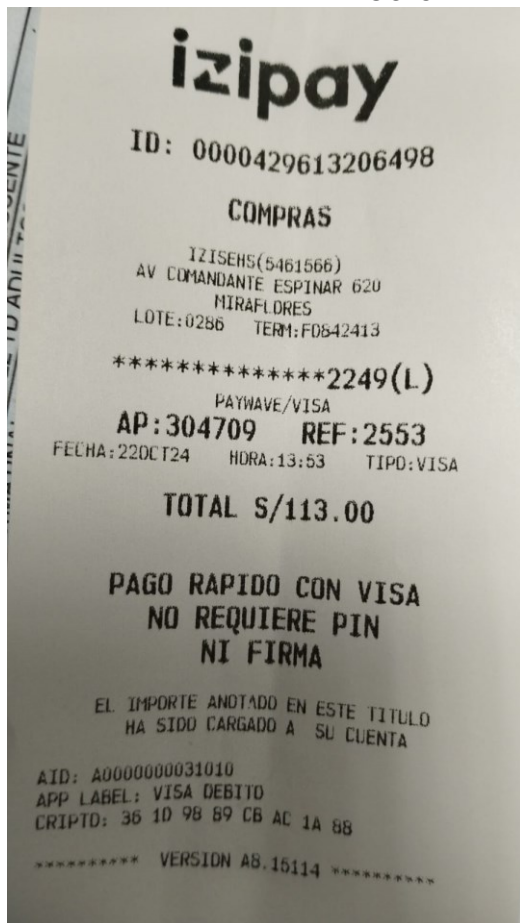 izipay
ID: 0000429613206498
COMPRAS
IZISEHS(5461566)
AV COMANDANTE ESPINAR 620
MIRAFLORES
LOTE:0286 TERM:F0842413
**************2249(L)
PAYWAVE/VISA
AP:304709 REF:2553
FECHA:22OCT24 HORA:13:53 TIPO:VISA
TOTAL S/113.00
PAGO RAPIDO CON VISA
NO REQUIERE PIN
NI FIRMA
EL IMPORTE ANOTADO EN ESTE TITULO
HA SIDO CARGADO A SU CUENTA
AID: A0000000031010
APP LABEL: VISA DEBITO
CRIPTO: 36 1D 98 89 CB AC 1A 88
********** VERSION A8.15114 **********